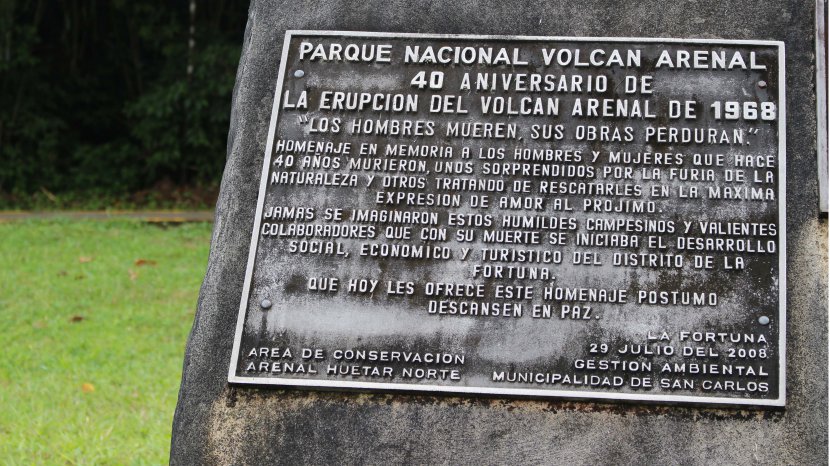 PARQUE NACIONAL VOLCAN ARENAL
40 ANIVERSARIO DE
LA ERUPCION DEL VOLCAN ARENAL DE 1968
"LOS HOMBRES MUEREN, SUS OBRAS PERDURAN."
HOMENAJE EN MEMORIA A LOS HOMBRES Y MUJERES QUE HACE
40 AÑOS MURIERON, UNOS SORPRENDIDOS POR LA FURIA DE LA
NATURALEZA Y OTROS TRATANDO DE RESCATARLES EN LA MAXIMA
EXPRESION DE AMOR AL PROJIMO.
JAMAS SE IMAGINARON ESTOS HUMILDES CAMPESINOS Y VALIENTES
COLABORADORES QUE CON SU MUERTE SE INICIABA EL DESARROLLO
SOCIAL, ECONOMICO Y TURISTICO DEL DISTRITO DE LA
FORTUNA.
QUE HOY LES OFRECE ESTE HOMENAJE POSTUMO
DESCANSEN EN PAZ.
LA FORTUNA
29 JULIO DEL 2008
GESTION AMBIENTAL
MUNICIPALIDAD DE SAN CARLOS
AREA DE CONSERVACION
ARENAL HUETAR NORTE